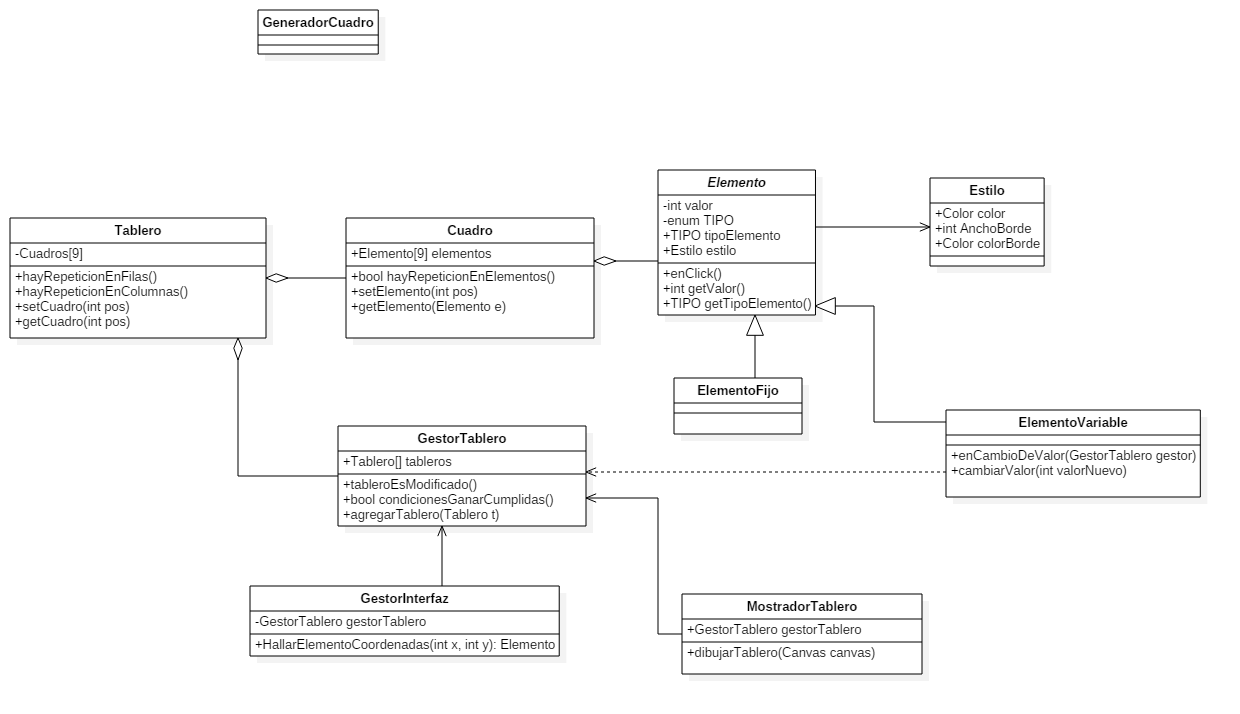 GeneradorCuadro
Tablero
-Cuadros[9]
+hayRepeticionEnFilas()
+hayRepeticionEnColumnas()
+setCuadro(int pos)
+getCuadro(int pos)
Cuadro
+Elemento[9] elementos
+bool hayRepeticionEnElementos()
+setElemento(int pos)
+getElemento(Elemento e)
Elemento
-int valor
-enum TIPO
+TIPO tipoElemento
+Estilo estilo
+enClick()
+int getValor()
+TIPO getTipoElemento()
Estilo
+Color color
+int AnchoBorde
+Color colorBorde
ElementoFijo
ElementoVariable
+enCambioDeValor(GestorTablero gestor)
+cambiarValor(int valorNuevo)
GestorTablero
+Tablero[] tableros
+tableroEsModificado()
+bool condicionesGanarCumplidas()
+agregarTablero(Tablero t)
GestorInterfaz
-GestorTablero gestorTablero
+HallarElementoCoordenadas(int x, int y): Elemento
MostradorTablero
+GestorTablero gestorTablero
+dibujarTablero(Canvas canvas)